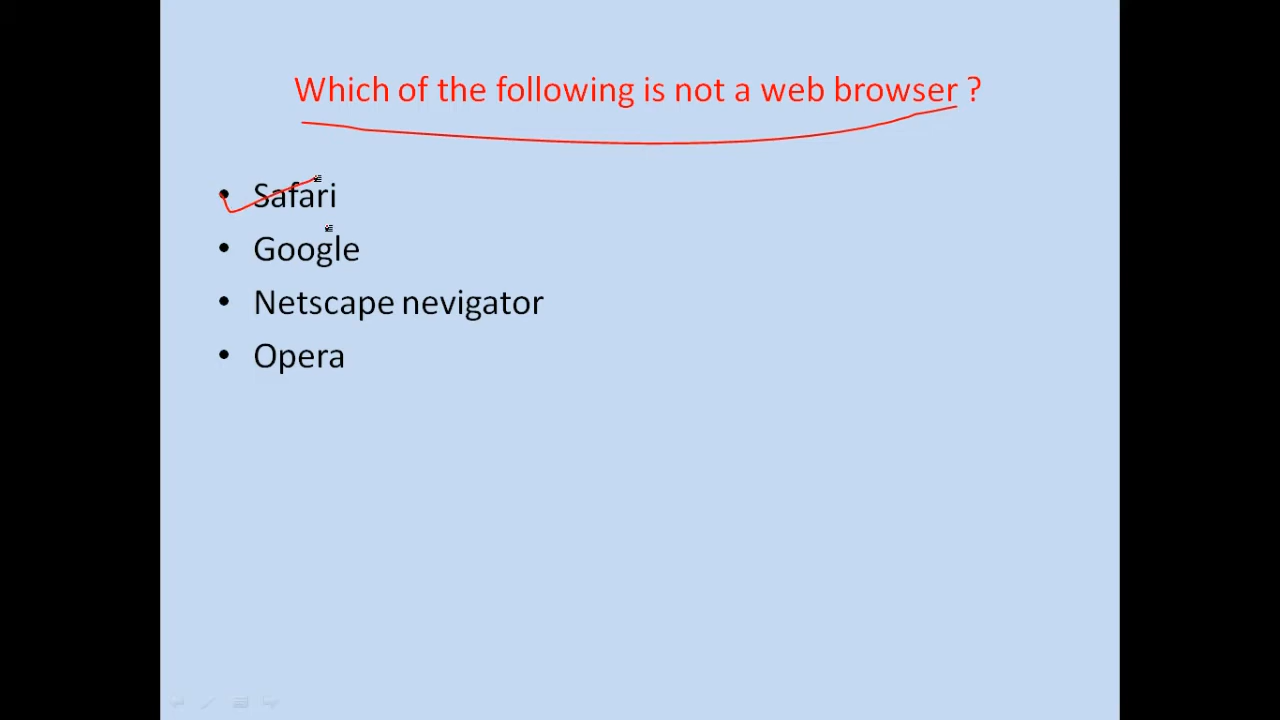 Which of the following is not a web browser ?
• Safari
• Google
• Netscape nevigator
• Opera